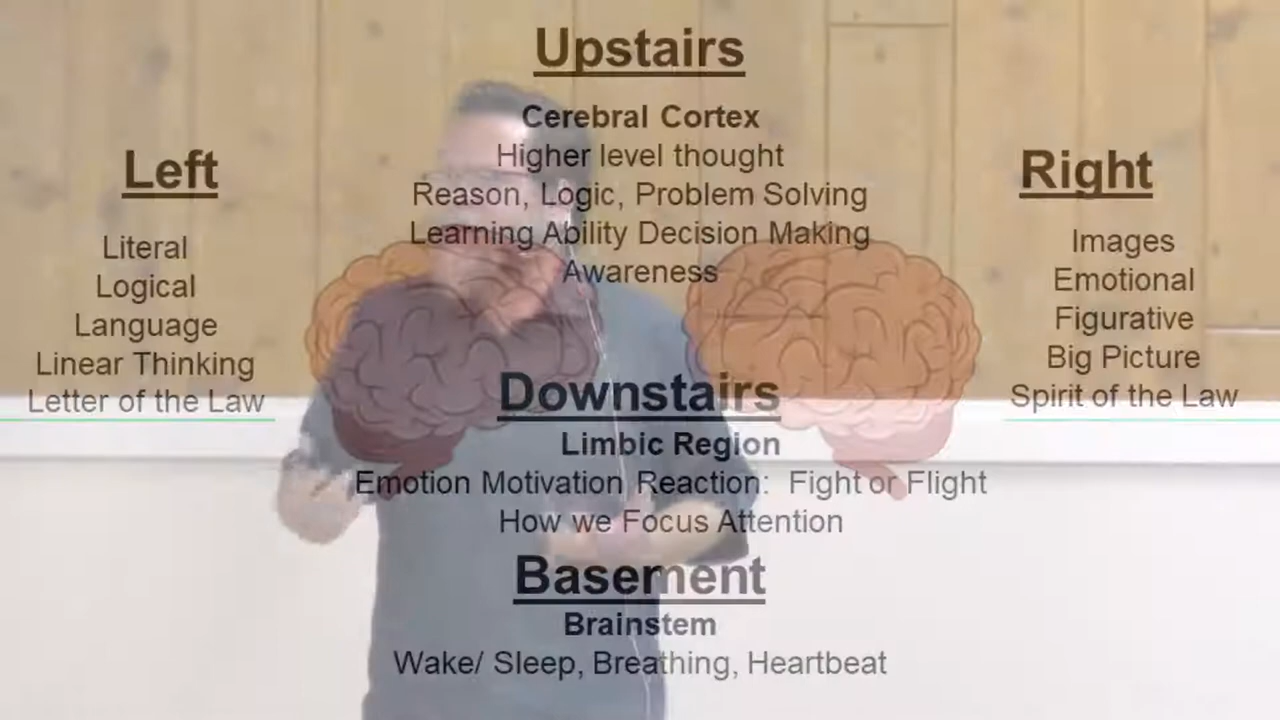 Upstairs
Cerebral Cortex
Higher level thought
Reason, Logic, Problem Solving
Learning Ability Decision Making
Awareness
Left
Literal
Logical
Language
Linear Thinking
Letter of the Law
Right
Images
Emotional
Figurative
Big Picture
Spirit of the Law
Downstairs
Limbic Region
Emotion Motivation Reaction: Fight or Flight
How we Focus Attention
Basement
Brainstem
Wake/ Sleep, Breathing, Heartbeat